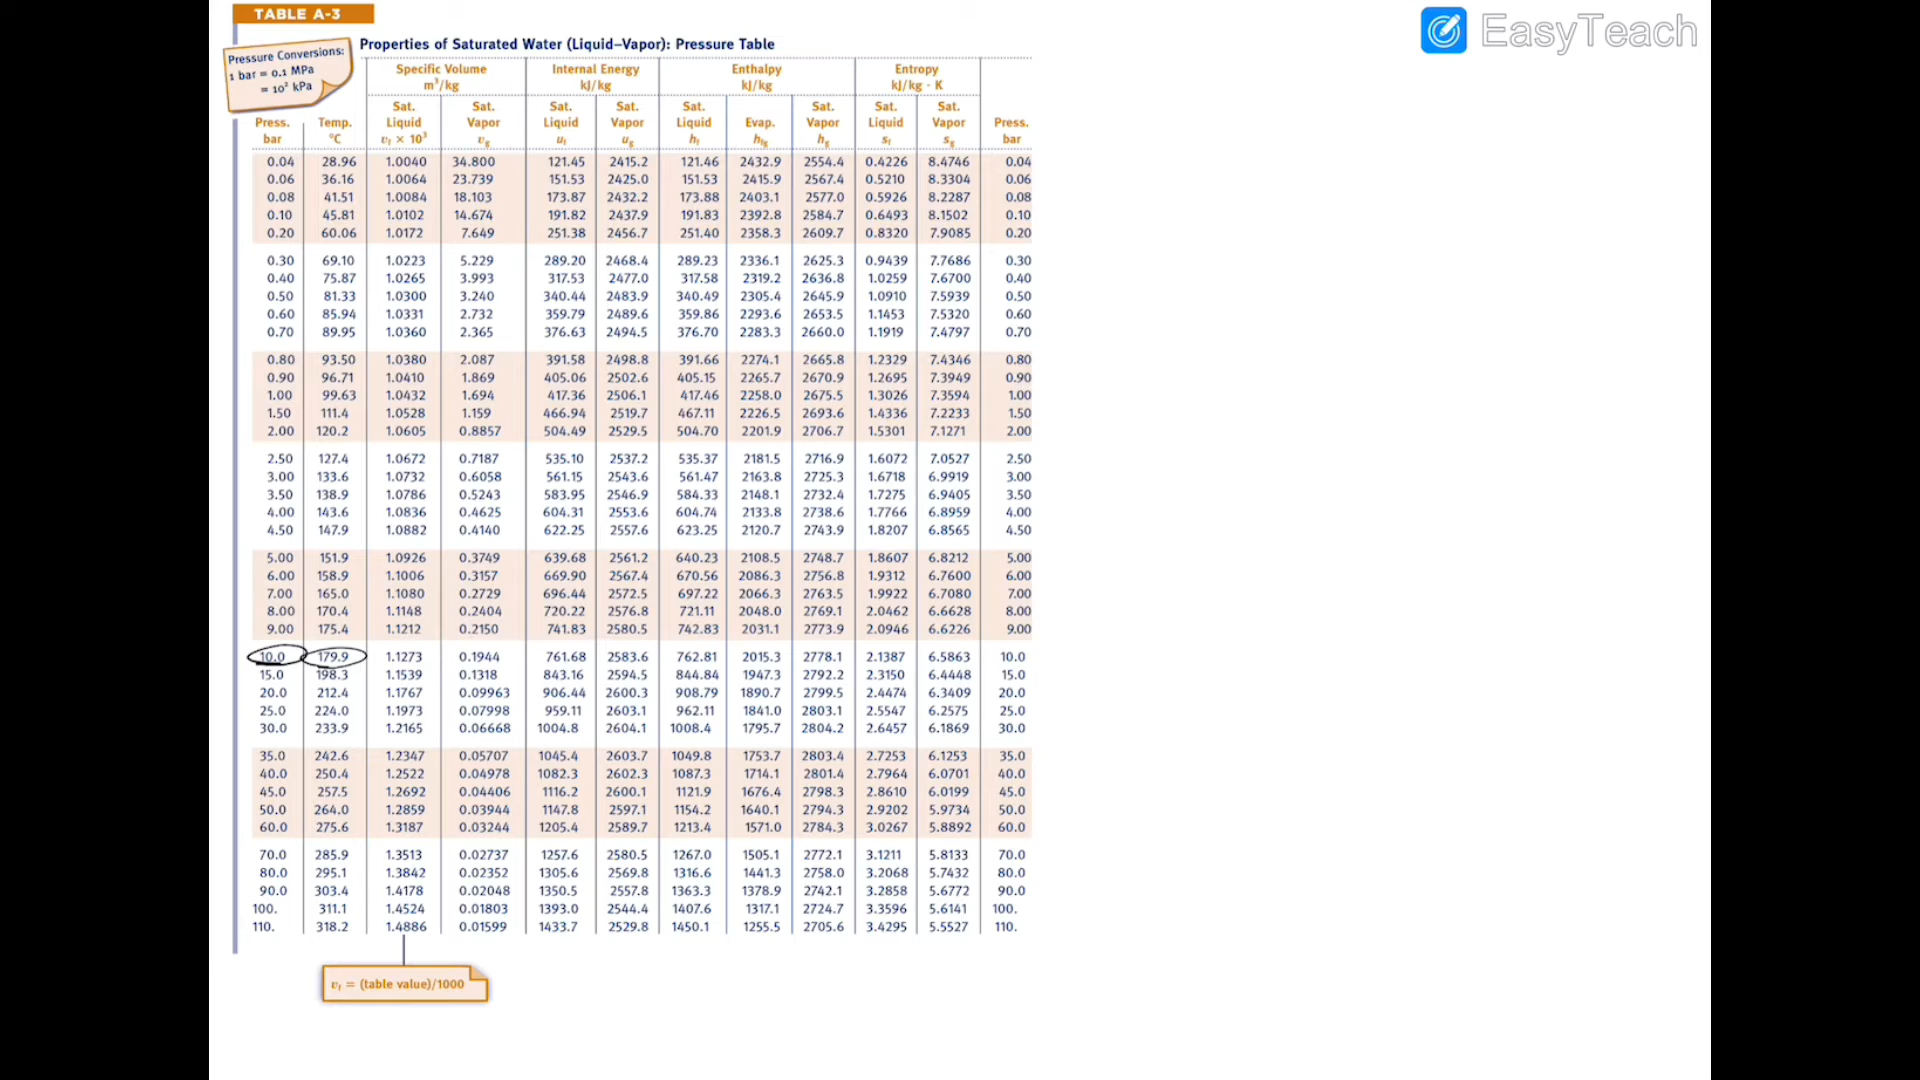 TABLE A-3
EasyTeach
Properties of Saturated Water (Liquid–Vapor): Pressure Table
Pressure Conversions:
1 bar = 0.1 MPa
= 10² kPa
Specific Volume Internal Energy Enthalpy Entropy
m³/kg kJ/kg kJ/kg kJ/kg · K
Sat. Sat. Sat. Sat. Sat. Sat. Sat. Sat.
Press. Temp. Liquid Vapor Liquid Vapor Liquid Evap. Vapor Liquid Vapor Press.
bar °C vf × 10³ vg uf ug hf hfg hg sf sg bar
0.04 28.96 1.0040 34.800 121.45 2415.2 121.46 2432.9 2554.4 0.4226 8.4746 0.04
0.06 36.16 1.0064 23.739 151.53 2425.0 151.53 2415.9 2567.4 0.5210 8.3304 0.06
0.08 41.51 1.0084 18.103 173.87 2432.2 173.88 2403.1 2577.0 0.5926 8.2287 0.08
0.10 45.81 1.0102 14.674 191.82 2437.9 191.83 2392.8 2584.7 0.6493 8.1502 0.10
0.20 60.06 1.0172 7.649 251.38 2456.7 251.40 2358.3 2609.7 0.8320 7.9085 0.20
0.30 69.10 1.0223 5.229 289.20 2468.4 289.23 2336.1 2625.3 0.9439 7.7686 0.30
0.40 75.87 1.0265 3.993 317.53 2477.0 317.58 2319.2 2636.8 1.0259 7.6700 0.40
0.50 81.33 1.0300 3.240 340.44 2483.9 340.49 2305.4 2645.9 1.0910 7.5939 0.50
0.60 85.94 1.0331 2.732 359.79 2489.6 359.86 2293.6 2653.5 1.1453 7.5320 0.60
0.70 89.95 1.0360 2.365 376.63 2494.5 376.70 2283.3 2660.0 1.1919 7.4797 0.70
0.80 93.50 1.0380 2.087 391.58 2498.8 391.66 2274.1 2665.8 1.2329 7.4346 0.80
0.90 96.71 1.0410 1.869 405.06 2502.6 405.15 2265.7 2670.9 1.2695 7.3949 0.90
1.00 99.63 1.0432 1.694 417.36 2506.1 417.46 2258.0 2675.5 1.3026 7.3594 1.00
1.50 111.4 1.0528 1.159 466.94 2519.7 467.11 2226.5 2693.6 1.4336 7.2233 1.50
2.00 120.2 1.0605 0.8857 504.49 2529.5 504.70 2201.9 2706.7 1.5301 7.1271 2.00
2.50 127.4 1.0672 0.7187 535.10 2537.2 535.37 2181.5 2716.9 1.6072 7.0527 2.50
3.00 133.6 1.0732 0.6058 561.15 2543.6 561.47 2163.8 2725.3 1.6718 6.9919 3.00
3.50 138.9 1.0786 0.5243 583.95 2546.9 584.33 2148.1 2732.4 1.7275 6.9405 3.50
4.00 143.6 1.0836 0.4625 604.31 2553.6 604.74 2133.8 2738.6 1.7766 6.8959 4.00
4.50 147.9 1.0882 0.4140 622.25 2557.6 623.25 2120.7 2743.9 1.8207 6.8565 4.50
5.00 151.9 1.0926 0.3749 639.68 2561.2 640.23 2108.5 2748.7 1.8607 6.8212 5.00
6.00 158.9 1.1006 0.3157 669.90 2567.4 670.56 2086.3 2756.8 1.9312 6.7600 6.00
7.00 165.0 1.1080 0.2729 696.44 2572.5 697.22 2066.3 2763.5 1.9922 6.7080 7.00
8.00 170.4 1.1148 0.2404 720.22 2576.8 721.11 2048.0 2769.1 2.0462 6.6628 8.00
9.00 175.4 1.1212 0.2150 741.83 2580.5 742.83 2031.1 2773.9 2.0946 6.6226 9.00
10.0 179.9 1.1273 0.1944 761.68 2583.6 762.81 2015.3 2778.1 2.1387 6.5863 10.0
15.0 198.3 1.1539 0.1318 843.16 2594.5 844.84 1947.3 2792.2 2.3150 6.4448 15.0
20.0 212.4 1.1767 0.09963 906.44 2600.3 908.79 1890.7 2799.5 2.4474 6.3409 20.0
25.0 224.0 1.1973 0.07998 959.11 2603.1 962.11 1841.0 2803.1 2.5547 6.2575 25.0
30.0 233.9 1.2165 0.06668 1004.8 2604.1 1008.4 1795.7 2804.2 2.6457 6.1869 30.0
35.0 242.6 1.2347 0.05707 1045.4 2603.7 1049.8 1753.7 2803.4 2.7253 6.1253 35.0
40.0 250.4 1.2522 0.04978 1082.3 2602.3 1087.3 1714.1 2801.4 2.7964 6.0701 40.0
45.0 257.5 1.2692 0.04406 1116.2 2600.1 1121.9 1676.4 2798.3 2.8610 6.0199 45.0
50.0 264.0 1.2859 0.03944 1147.8 2597.1 1154.2 1640.1 2794.3 2.9202 5.9734 50.0
60.0 275.6 1.3187 0.03244 1205.4 2589.7 1213.4 1571.0 2784.3 3.0267 5.8892 60.0
70.0 285.9 1.3513 0.02737 1257.6 2580.5 1267.0 1505.1 2772.1 3.1211 5.8133 70.0
80.0 295.1 1.3842 0.02352 1305.6 2569.8 1316.6 1441.3 2758.0 3.2068 5.7432 80.0
90.0 303.4 1.4178 0.02048 1350.5 2557.8 1363.3 1378.9 2742.1 3.2858 5.6772 90.0
100. 311.1 1.4524 0.01803 1393.0 2544.4 1407.6 1317.1 2724.7 3.3596 5.6141 100.
110. 318.2 1.4886 0.01599 1433.7 2529.8 1450.1 1255.5 2705.6 3.4295 5.5527 110.
vf = (table value)/1000